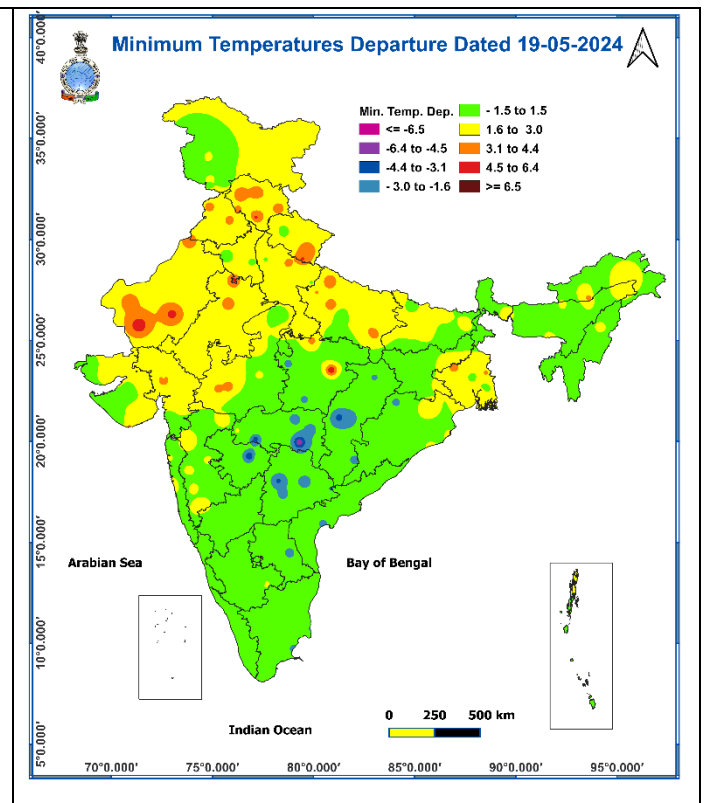 Minimum Temperatures Departure Dated 19-05-2024
Min. Temp. Dep.
<= -6.5
-6.4 to -4.5
-4.4 to -3.1
- 3.0 to -1.6
- 1.5 to 1.5
1.6 to 3.0
3.1 to 4.4
4.5 to 6.4
>= 6.5
40°0.000'
35°0.000'
30°0.000'
25°0.000'
20°0.000'
15°0.000'
10°0.000'
5°0.000'
Arabian Sea
Bay of Bengal
Indian Ocean
0 250 500 km
70°0.000' 75°0.000' 80°0.000' 85°0.000' 90°0.000' 95°0.000'